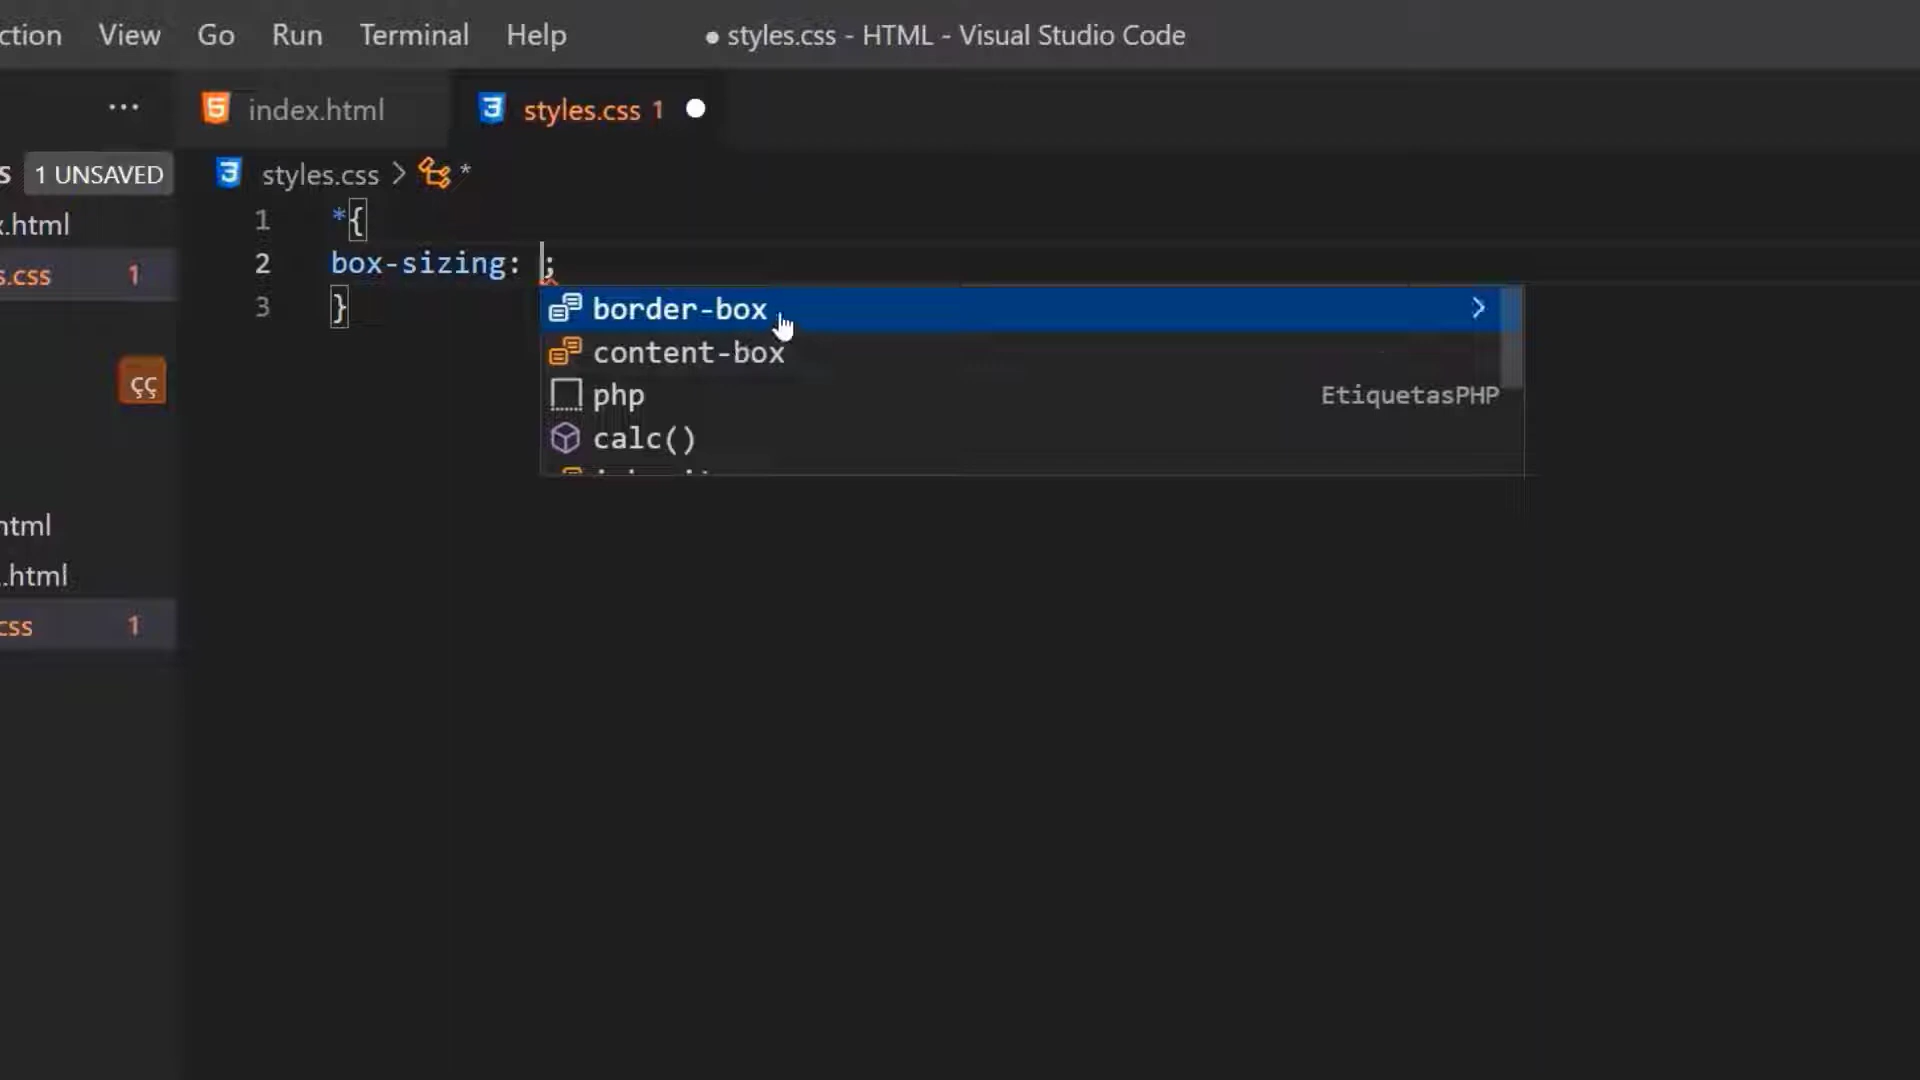 ction View Go Run Terminal Help ● styles.css - HTML - Visual Studio Code
··· index.html styles.css 1
s 1 UNSAVED styles.css > *
x.html
s.css 1
html
.html
css 1
çç
1 *{
2 box-sizing: ;
3 }
border-box
content-box
php EtiquetasPHP
calc()